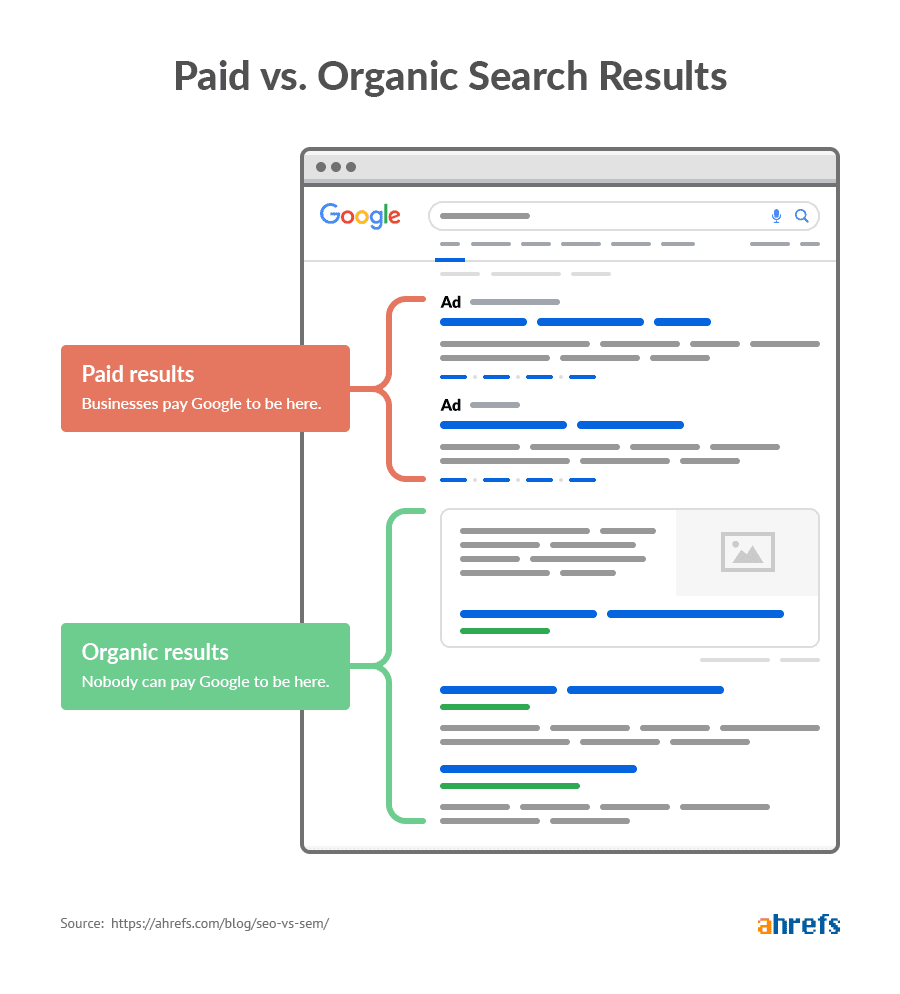 Paid vs. Organic Search Results
Google
Ad
Paid results
Businesses pay Google to be here.
Ad
Organic results
Nobody can pay Google to be here.
Source: https://ahrefs.com/blog/seo-vs-sem/
ahrefs